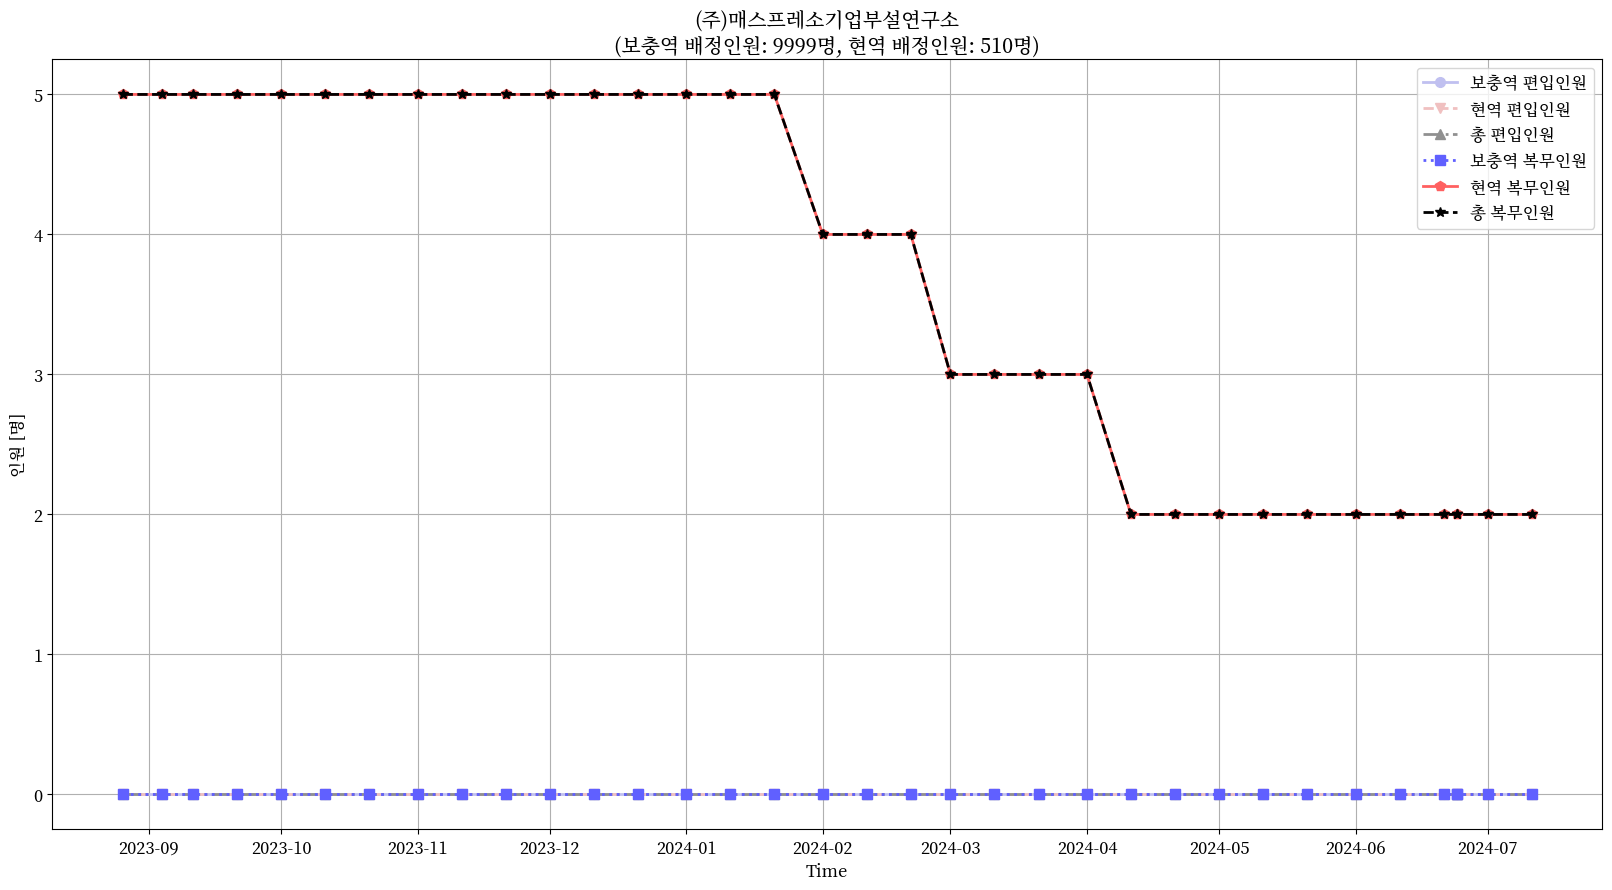 (주)매스프레소기업부설연구소
(보충역 배정인원: 9999명, 현역 배정인원: 510명)
보충역 편입인원
현역 편입인원
총 편입인원
보충역 복무인원
현역 복무인원
총 복무인원
5
4
3
2
1
0
인원 [명]
2023-09 2023-10 2023-11 2023-12 2024-01 2024-02 2024-03 2024-04 2024-05 2024-06 2024-07
Time